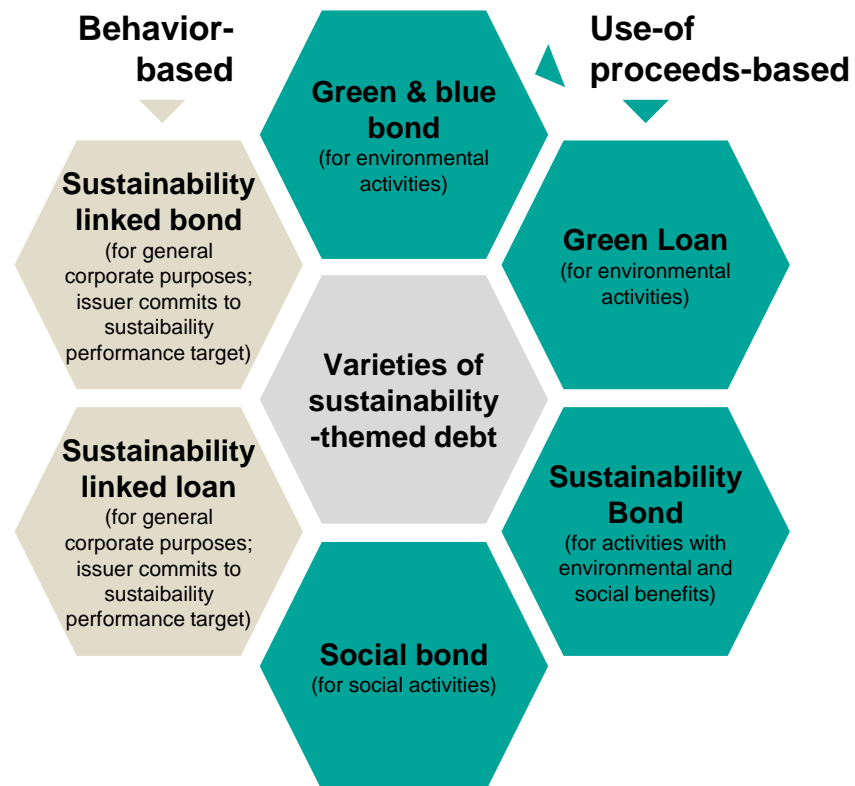 Behavior-
based
Use-of
proceeds-based
Green & blue
bond
(for environmental
activities)
Sustainability
linked bond
(for general
corporate purposes;
issuer commits to
sustaibaility
performance target)
Green Loan
(for environmental
activities)
Varieties of
sustainability
-themed debt
Sustainability
linked loan
(for general
corporate purposes;
issuer commits to
sustaibaility
performance target)
Sustainability
Bond
(for activities with
environmental and
social benefits)
Social bond
(for social activities)